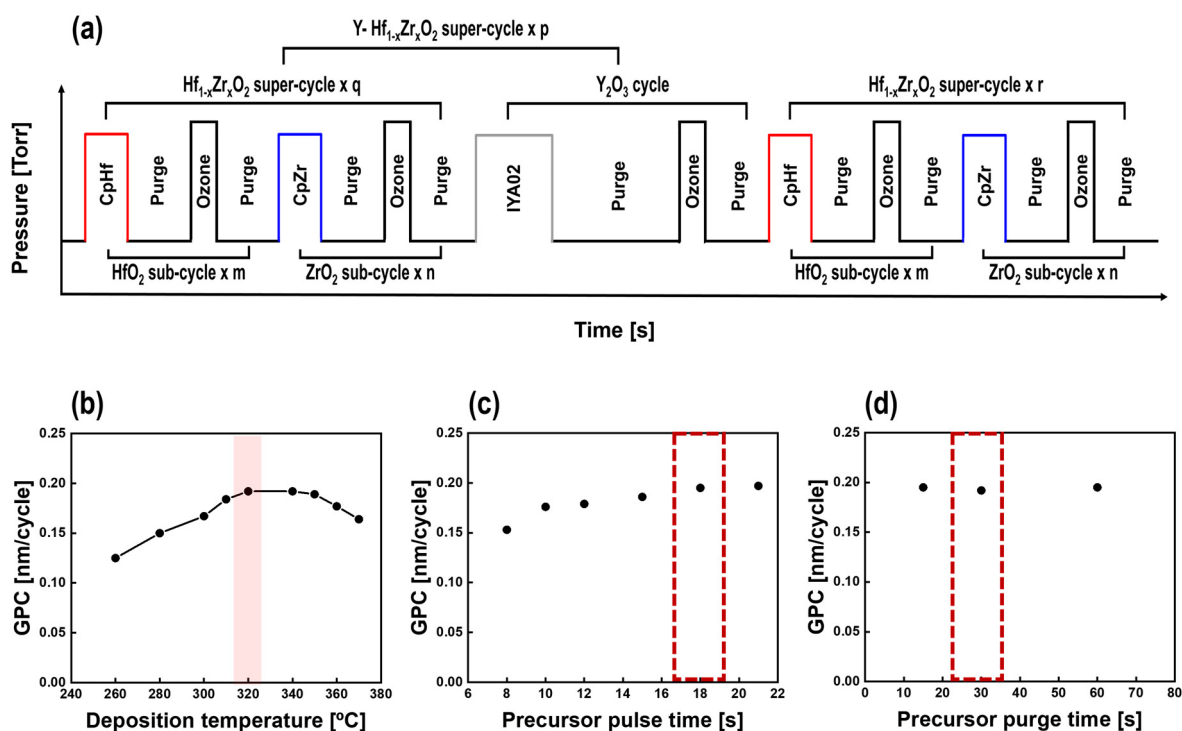 (a)
Y- Hf1-xZrxO2 super-cycle x p
Hf1-xZrxO2 super-cycle x q
Y2O3 cycle
Hf1-xZrxO2 super-cycle x r
Pressure [Torr]
CpHf
Purge
Ozone
Purge
CpZr
Purge
Ozone
Purge
IYA02
Purge
Ozone
Purge
CpHf
Purge
Ozone
Purge
CpZr
Purge
Ozone
Purge
HfO2 sub-cycle x m
ZrO2 sub-cycle x n
HfO2 sub-cycle x m
ZrO2 sub-cycle x n
Time [s]
(b)
GPC [nm/cycle]
0.25
0.20
0.15
0.10
0.05
0.00
240 260 280 300 320 340 360 380
Deposition temperature [ºC]
(c)
GPC [nm/cycle]
0.25
0.20
0.15
0.10
0.05
0.00
6 8 10 12 14 16 18 20 22
Precursor pulse time [s]
(d)
GPC [nm/cycle]
0.25
0.20
0.15
0.10
0.05
0.00
0 10 20 30 40 50 60 70 80
Precursor purge time [s]